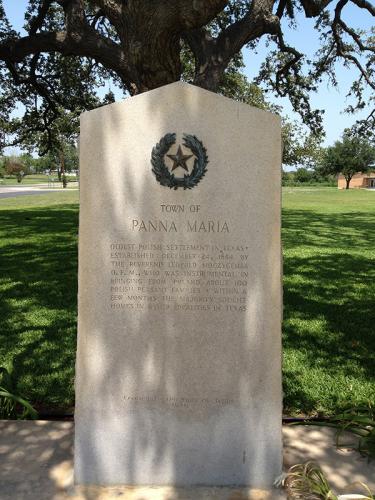 TOWN OF
PANNA MARIA
OLDEST POLISH SETTLEMENT IN TEXAS •
ESTABLISHED DECEMBER 24, 1854, BY
THE REVEREND LEOPOLD MOCZYGEMBA
O. F. M., WHO WAS INSTRUMENTAL IN
BRINGING FROM POLAND ABOUT 100
POLISH PEASANT FAMILIES • WITHIN A
FEW MONTHS THE MAJORITY SOUGHT
HOMES IN OTHER LOCALITIES IN TEXAS
Erected by the State of Texas
1936